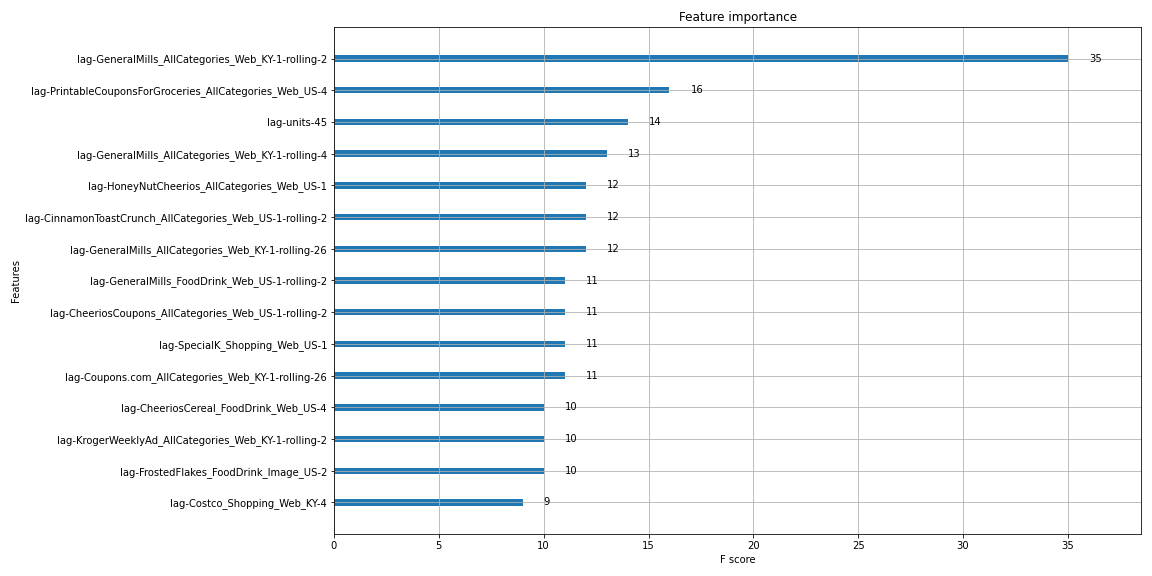 Feature importance
Features
lag-GeneralMills_AllCategories_Web_KY-1-rolling-2 35
lag-PrintableCouponsForGroceries_AllCategories_Web_US-4 16
lag-units-45 14
lag-GeneralMills_AllCategories_Web_KY-1-rolling-4 13
lag-HoneyNutCheerios_AllCategories_Web_US-1 12
lag-CinnamonToastCrunch_AllCategories_Web_US-1-rolling-2 12
lag-GeneralMills_AllCategories_Web_KY-1-rolling-26 12
lag-GeneralMills_FoodDrink_Web_US-1-rolling-2 11
lag-CheeriosCoupons_AllCategories_Web_US-1-rolling-2 11
lag-SpecialK_Shopping_Web_US-1 11
lag-Coupons.com_AllCategories_Web_KY-1-rolling-26 11
lag-CheeriosCereal_FoodDrink_Web_US-4 10
lag-KrogerWeeklyAd_AllCategories_Web_KY-1-rolling-2 10
lag-FrostedFlakes_FoodDrink_Image_US-2 10
lag-Costco_Shopping_Web_KY-4 9
0 5 10 15 20 25 30 35
F score